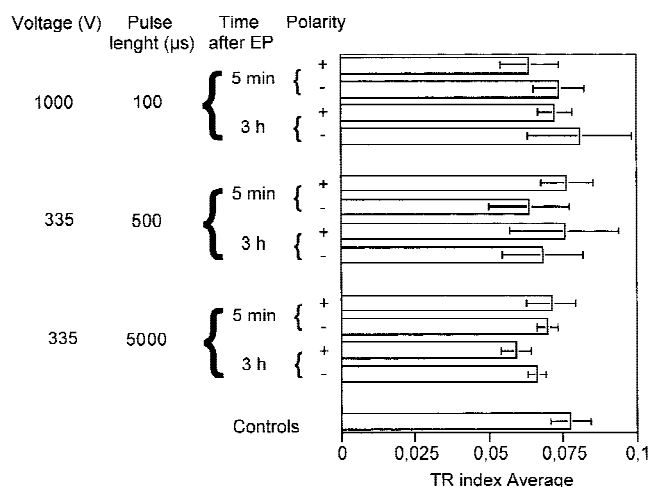 Voltage (V) Pulse Time Polarity
lenght (µs) after EP
+
5 min { -
1000 100 { +
3 h { -
+
5 min { -
335 500 { +
3 h { -
+
5 min { -
335 5000 { +
3 h { -
Controls
0 0,025 0,05 0,075 0,1
TR index Average